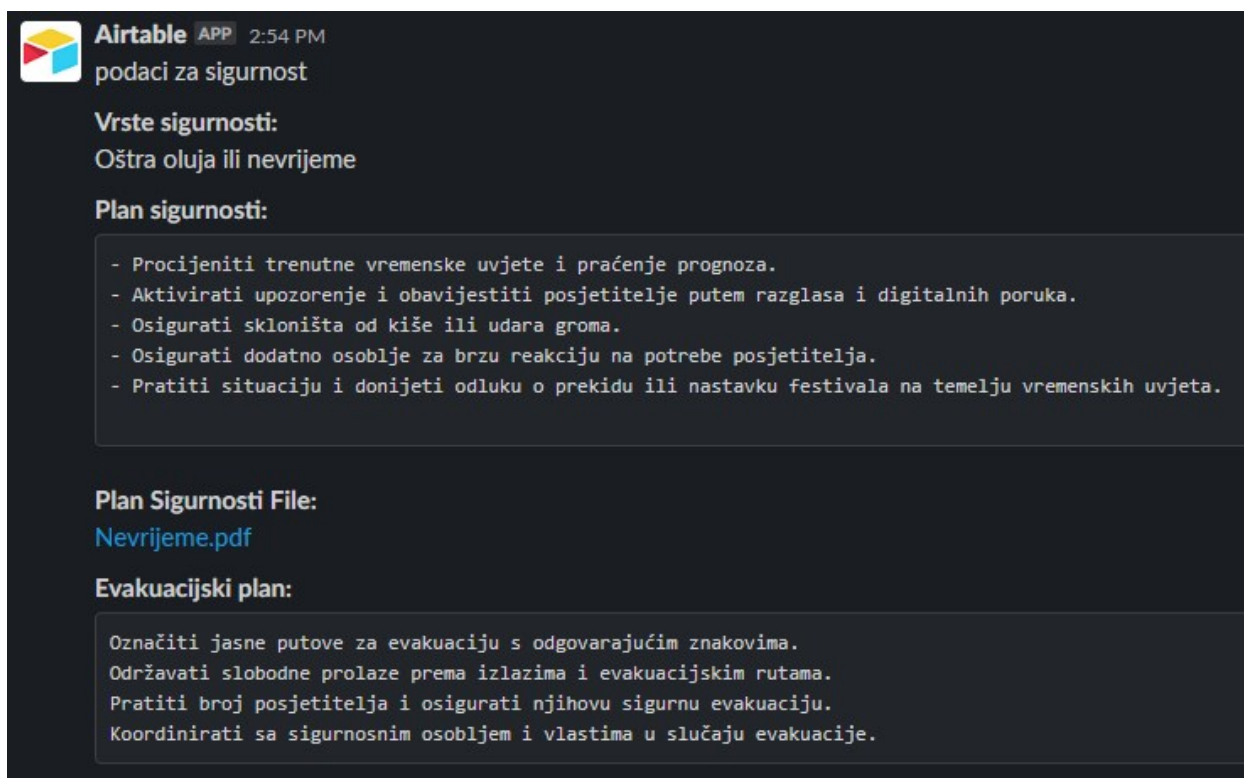 Airtable APP 2:54 PM
podaci za sigurnost
Vrste sigurnosti:
Oštra oluja ili nevrijeme
Plan sigurnosti:
- Procijeniti trenutne vremenske uvjete i praćenje prognoza.
- Aktivirati upozorenje i obavijestiti posjetitelje putem razglasa i digitalnih poruka.
- Osigurati skloništa od kiše ili udara groma.
- Osigurati dodatno osoblje za brzu reakciju na potrebe posjetitelja.
- Pratiti situaciju i donijeti odluku o prekidu ili nastavku festivala na temelju vremenskih uvjeta.
Plan Sigurnosti File:
Nevrijeme.pdf
Evakuacijski plan:
Označiti jasne putove za evakuaciju s odgovarajućim znakovima.
Održavati slobodne prolaze prema izlazima i evakuacijskim rutama.
Pratiti broj posjetitelja i osigurati njihovu sigurnu evakuaciju.
Koordinirati sa sigurnosnim osobljem i vlastima u slučaju evakuacije.